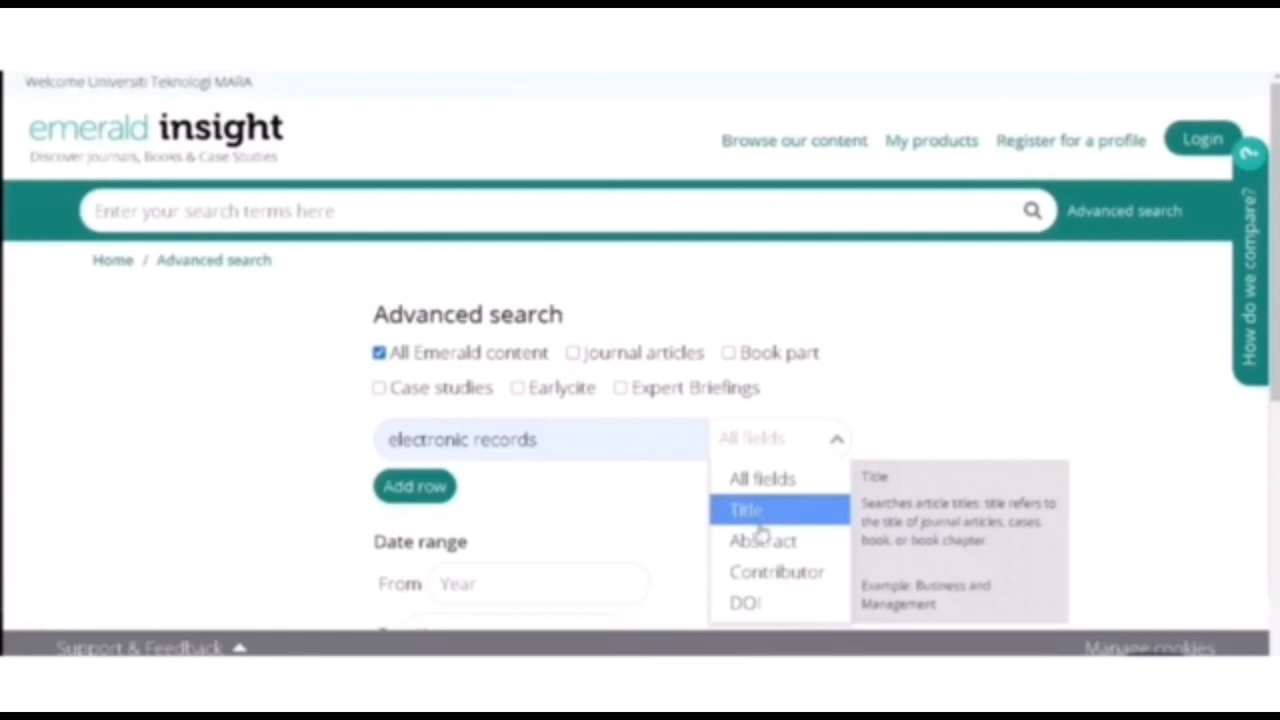 Welcome Universiti Teknologi MARA
emerald insight
Discover Journals, Books & Case Studies
Browse our content My products Register for a profile Login
?
How do we compare?
Enter your search terms here
Advanced search
Home / Advanced search
Advanced search
All Emerald content Journal articles Book part
Case studies Earlycite Expert Briefings
electronic records All fields
Add row
All fields
Title
Abstract
Contributor
DOI
Title
Searches article titles: title refers to
the title of journal articles, cases,
book, or book chapter.
Example: Business and
Management
Date range
From Year
Support & Feedback
Manage cookies